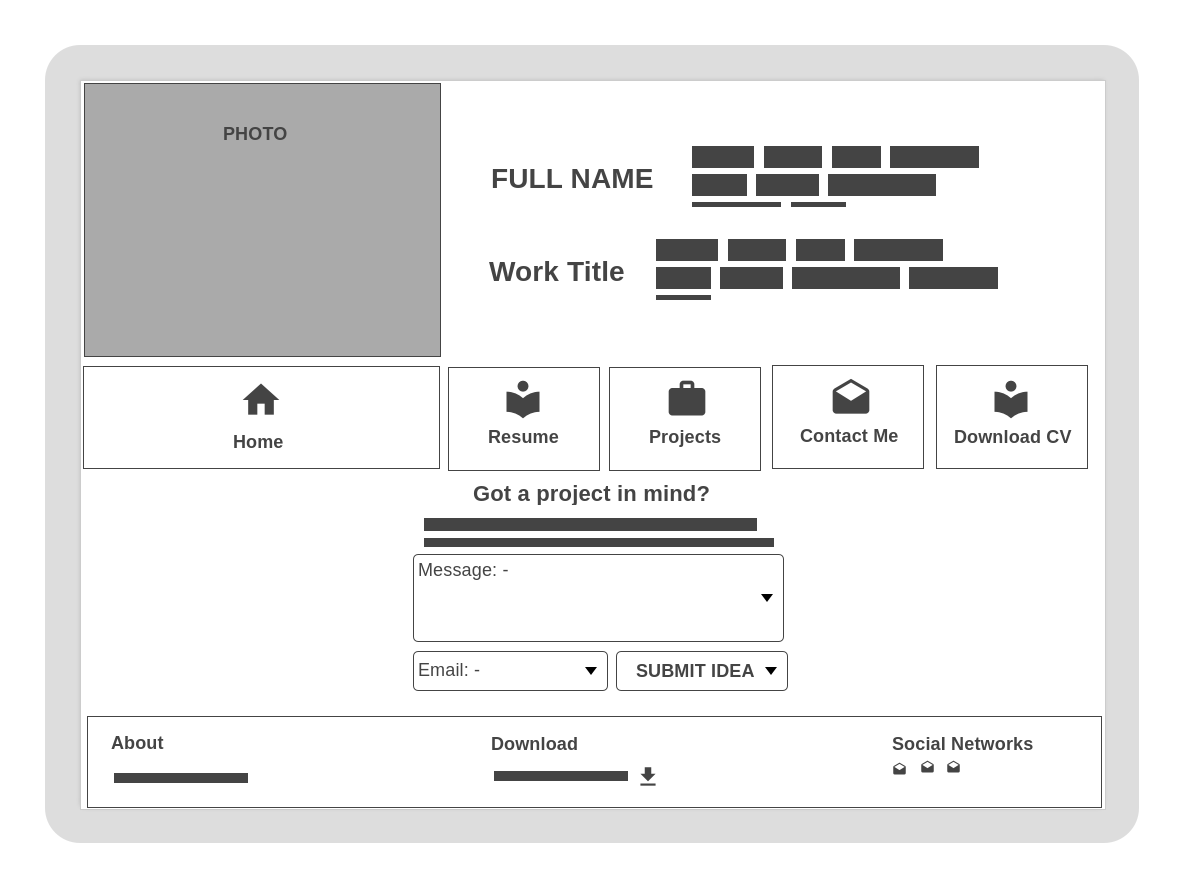 PHOTO
FULL NAME
Work Title
Home
Resume
Projects
Contact Me
Download CV
Got a project in mind?
Message: -
Email: -
SUBMIT IDEA
About
Download
Social Networks